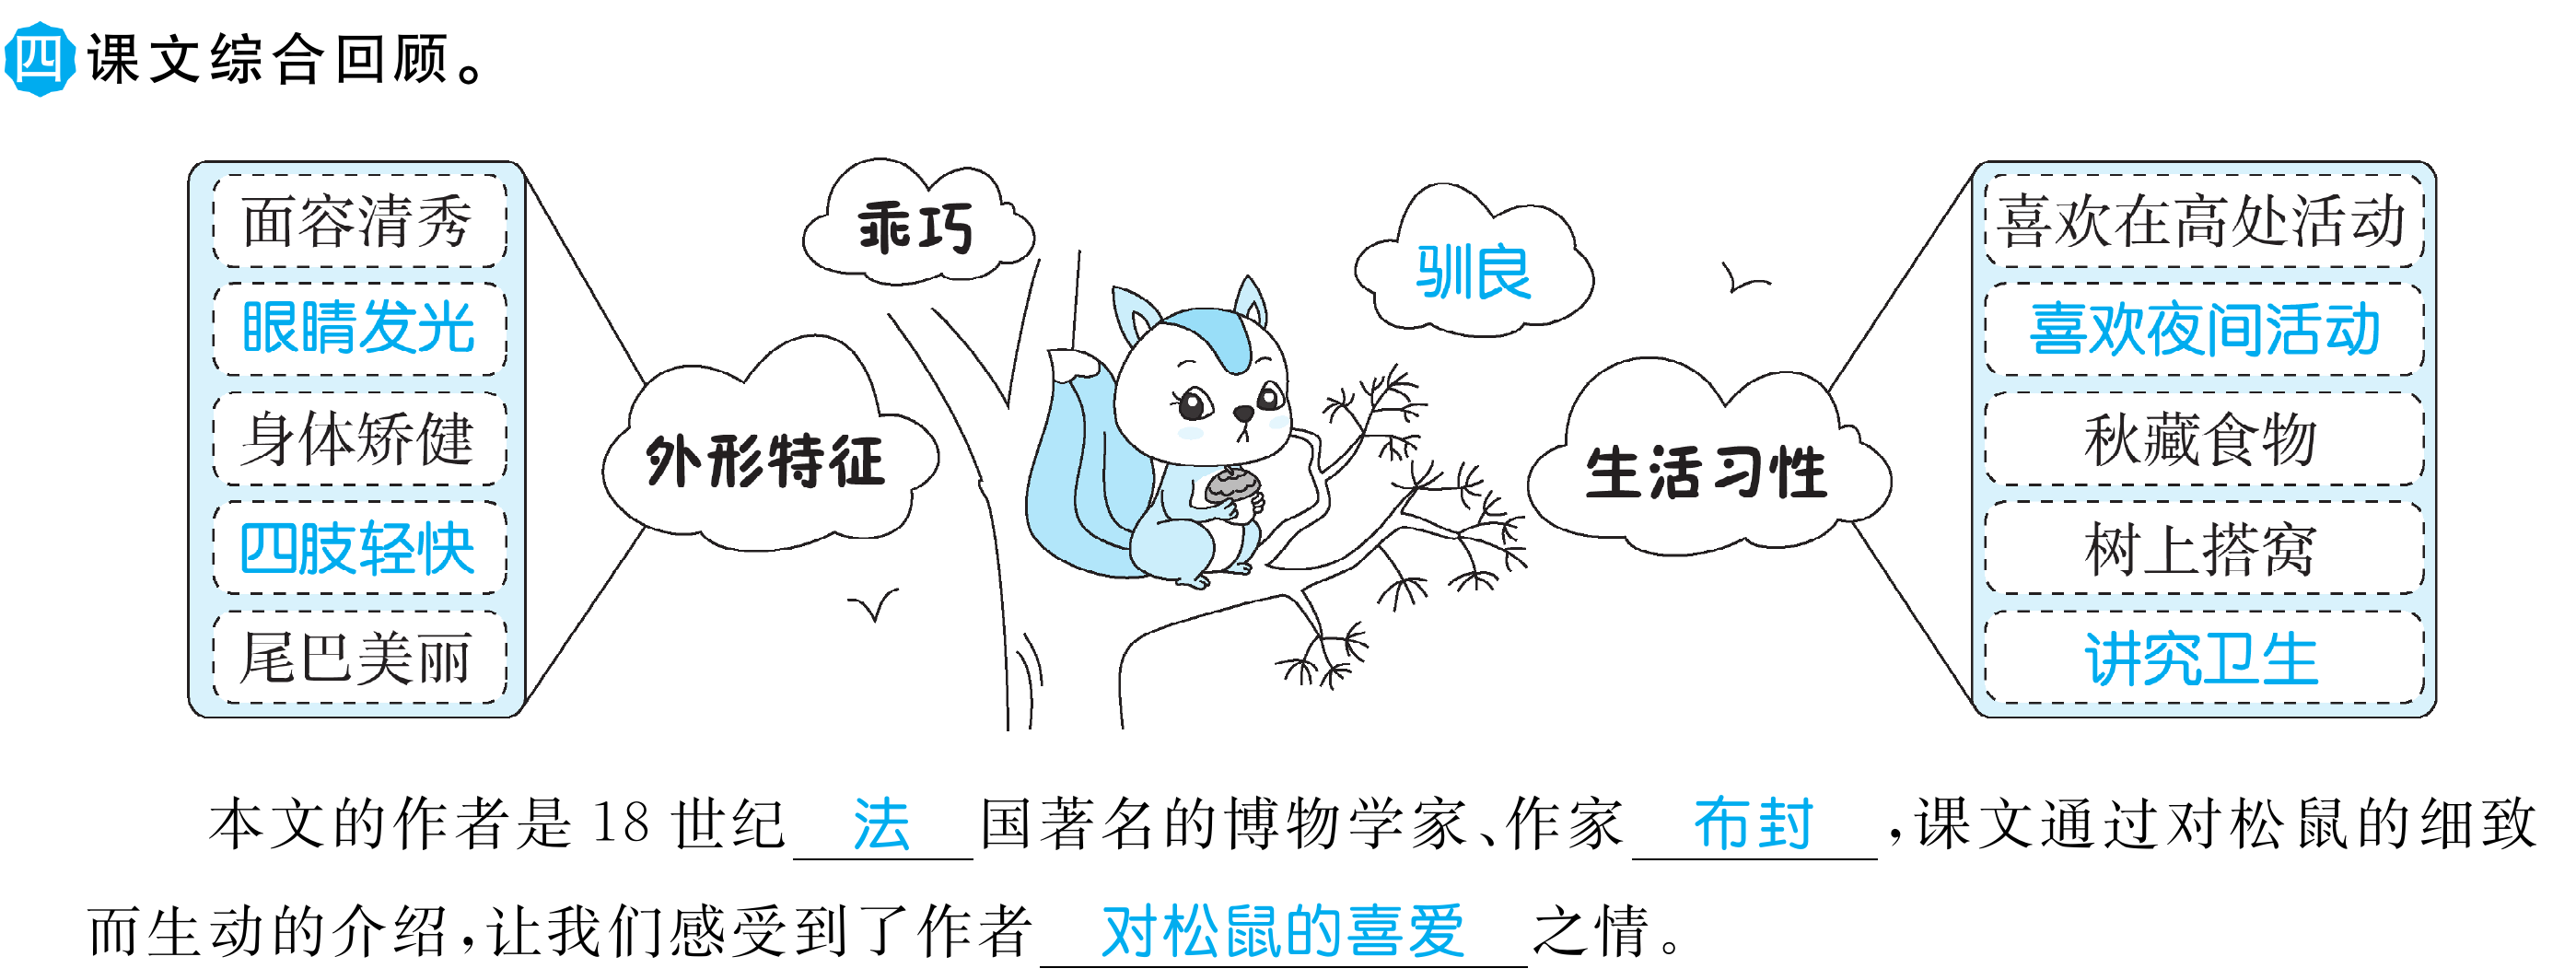 四 课文综合回顾。
面容清秀
眼睛发光
身体矫健
四肢轻快
尾巴美丽
外形特征
乖巧
驯良
生活习性
喜欢在高处活动
喜欢夜间活动
秋藏食物
树上搭窝
讲究卫生
本文的作者是18世纪 法 国著名的博物学家、作家 布封 ,课文通过对松鼠的细致
而生动的介绍,让我们感受到了作者 对松鼠的喜爱 之情。